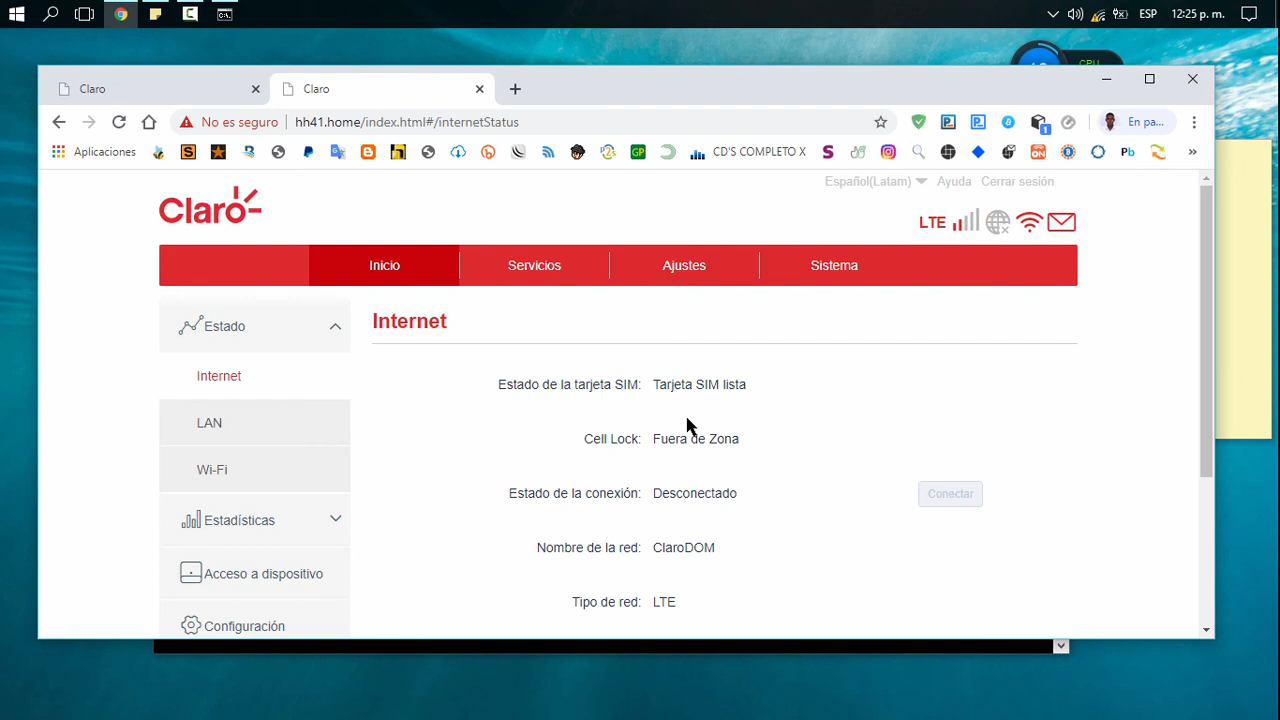 ESP
12:25 p. m.
CPU
Claro
Claro
No es seguro
hh41.home/index.html#/internetStatus
En pa...
Aplicaciones
CD'S COMPLETO X
Pb
Español(Latam)
Ayuda
Cerrar sesión
Claro
LTE
Inicio
Servicios
Ajustes
Sistema
Estado
Internet
LAN
Wi-Fi
Estadísticas
Acceso a dispositivo
Configuración
Internet
Estado de la tarjeta SIM: Tarjeta SIM lista
Cell Lock: Fuera de Zona
Estado de la conexión: Desconectado
Conectar
Nombre de la red: ClaroDOM
Tipo de red: LTE